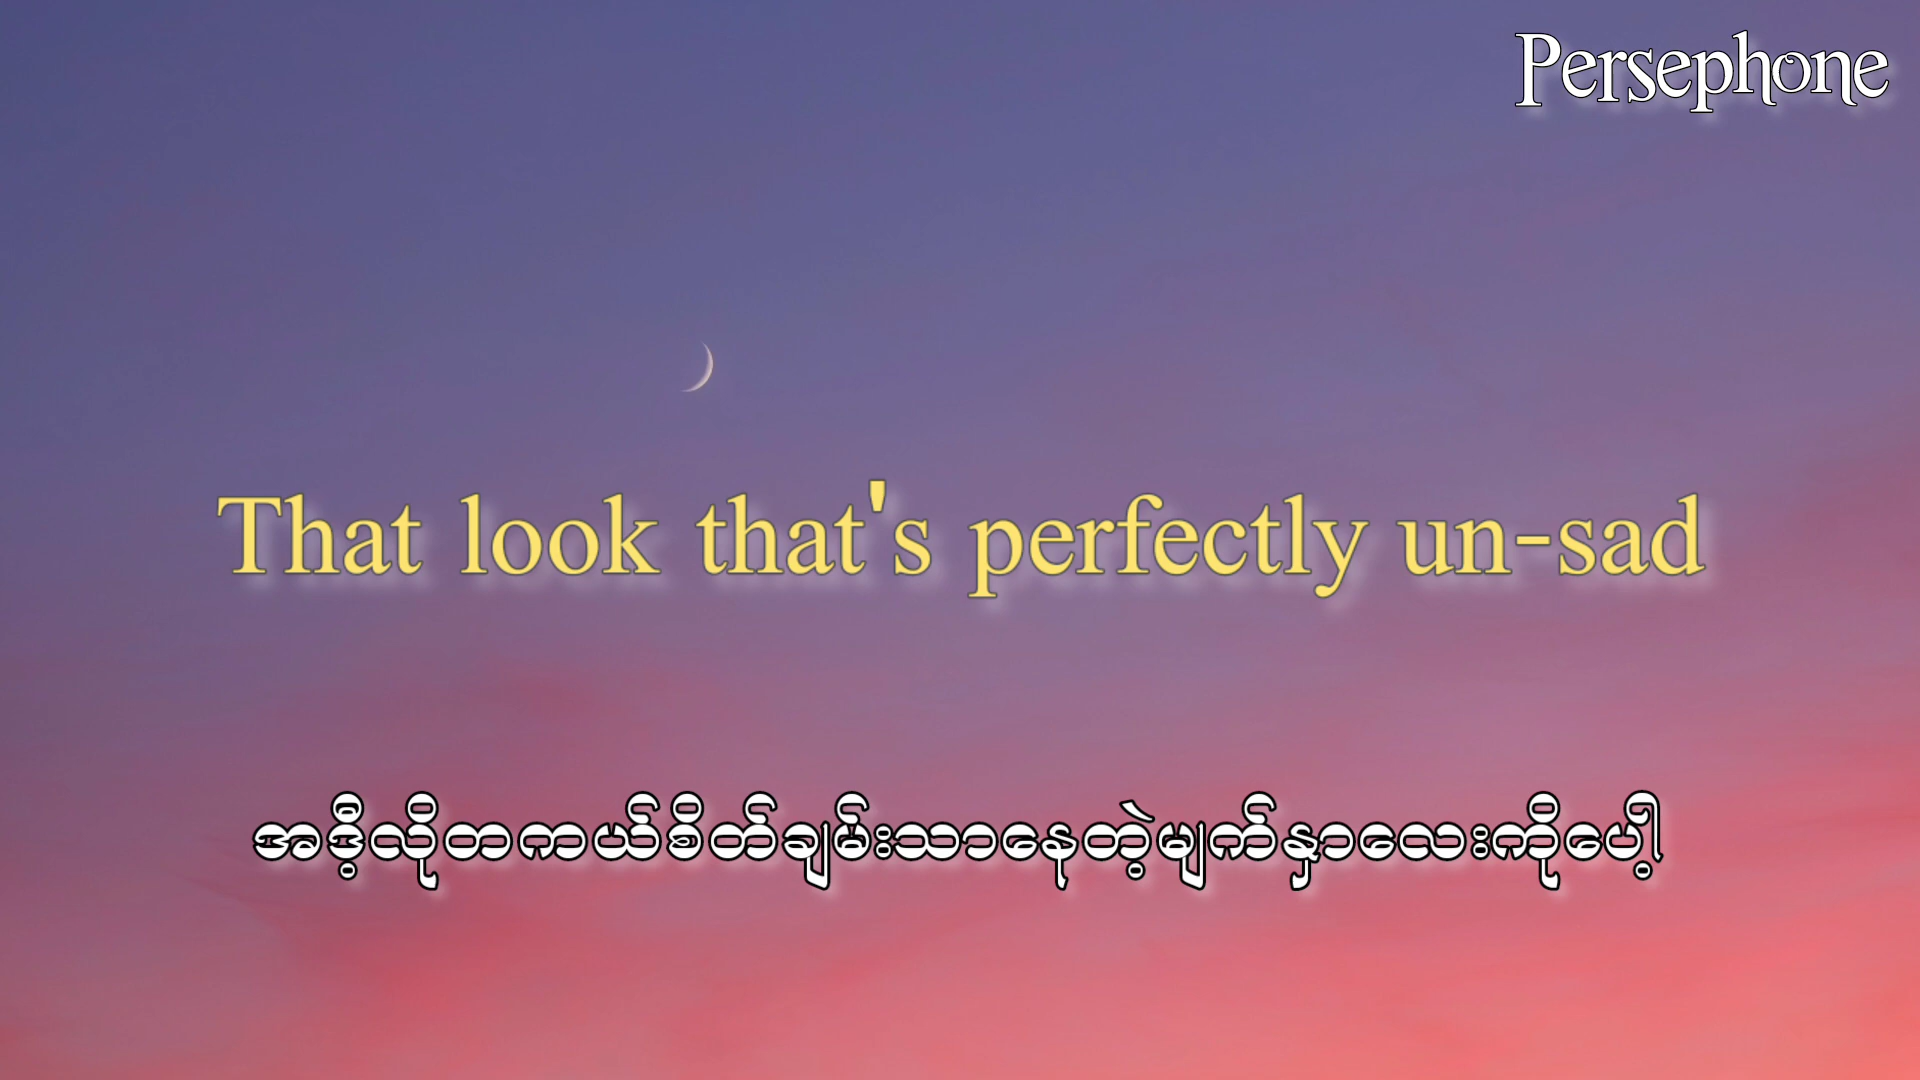 Persephone
That look that's perfectly un-sad
အဒီ့လိုတကယ်စိတ်ချမ်းသာနေတဲ့မျက်နှာလေးကိုပေါ့